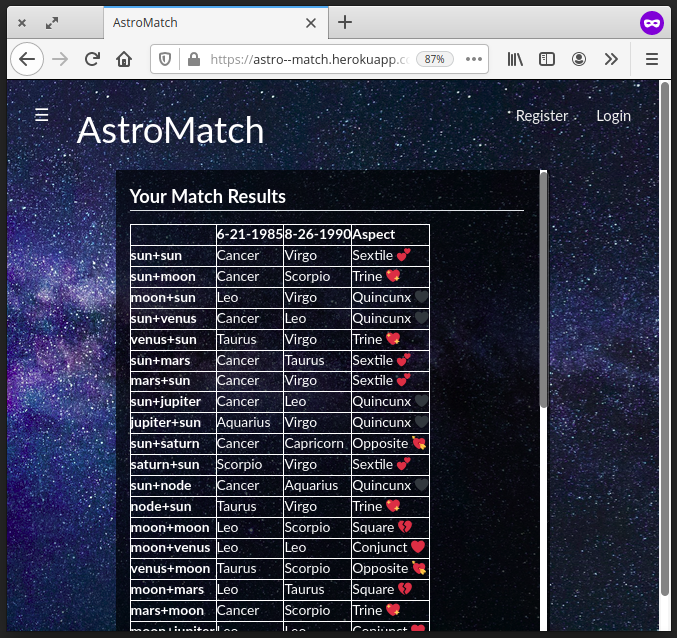 AstroMatch
https://astro--match.herokuapp.c
87%
AstroMatch
Register
Login
Your Match Results
6-21-1985 8-26-1990 Aspect
sun+sun Cancer Virgo Sextile 💕
sun+moon Cancer Scorpio Trine 💖
moon+sun Leo Virgo Quincunx 🖤
sun+venus Cancer Leo Quincunx 🖤
venus+sun Taurus Virgo Trine 💖
sun+mars Cancer Taurus Sextile 💕
mars+sun Cancer Virgo Sextile 💕
sun+jupiter Cancer Leo Quincunx 🖤
jupiter+sun Aquarius Virgo Quincunx 🖤
sun+saturn Cancer Capricorn Opposite 💘
saturn+sun Scorpio Virgo Sextile 💕
sun+node Cancer Aquarius Quincunx 🖤
node+sun Taurus Virgo Trine 💖
moon+moon Leo Scorpio Square 💔
moon+venus Leo Leo Conjunct ❤️
venus+moon Taurus Scorpio Opposite 💘
moon+mars Leo Taurus Square 💔
mars+moon Cancer Scorpio Trine 💖
moon+jupiter Leo Leo Conjunct ❤️